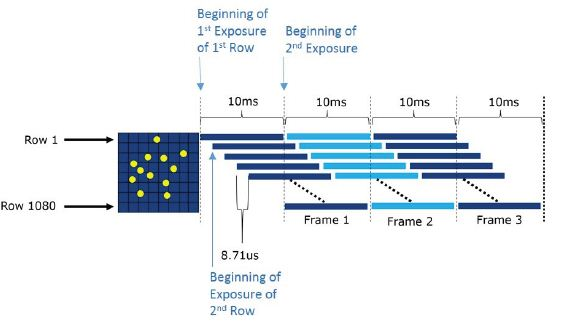 Beginning of
1st Exposure
of 1st Row
Beginning of
2nd Exposure
10ms
10ms
10ms
10ms
Row 1
Row 1080
Frame 1
Frame 2
Frame 3
8.71us
Beginning of
Exposure of
2nd Row